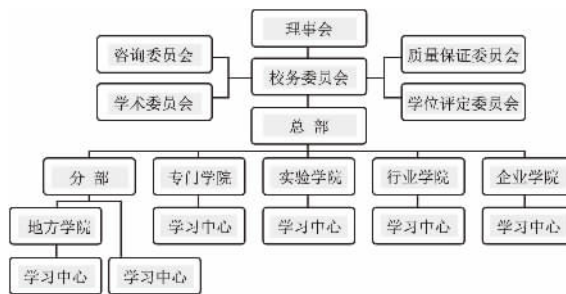 理事会
咨询委员会
质量保证委员会
校务委员会
学术委员会
学位评定委员会
总 部
分 部
专门学院
实验学院
行业学院
企业学院
地方学院
学习中心
学习中心
学习中心
学习中心
学习中心
学习中心